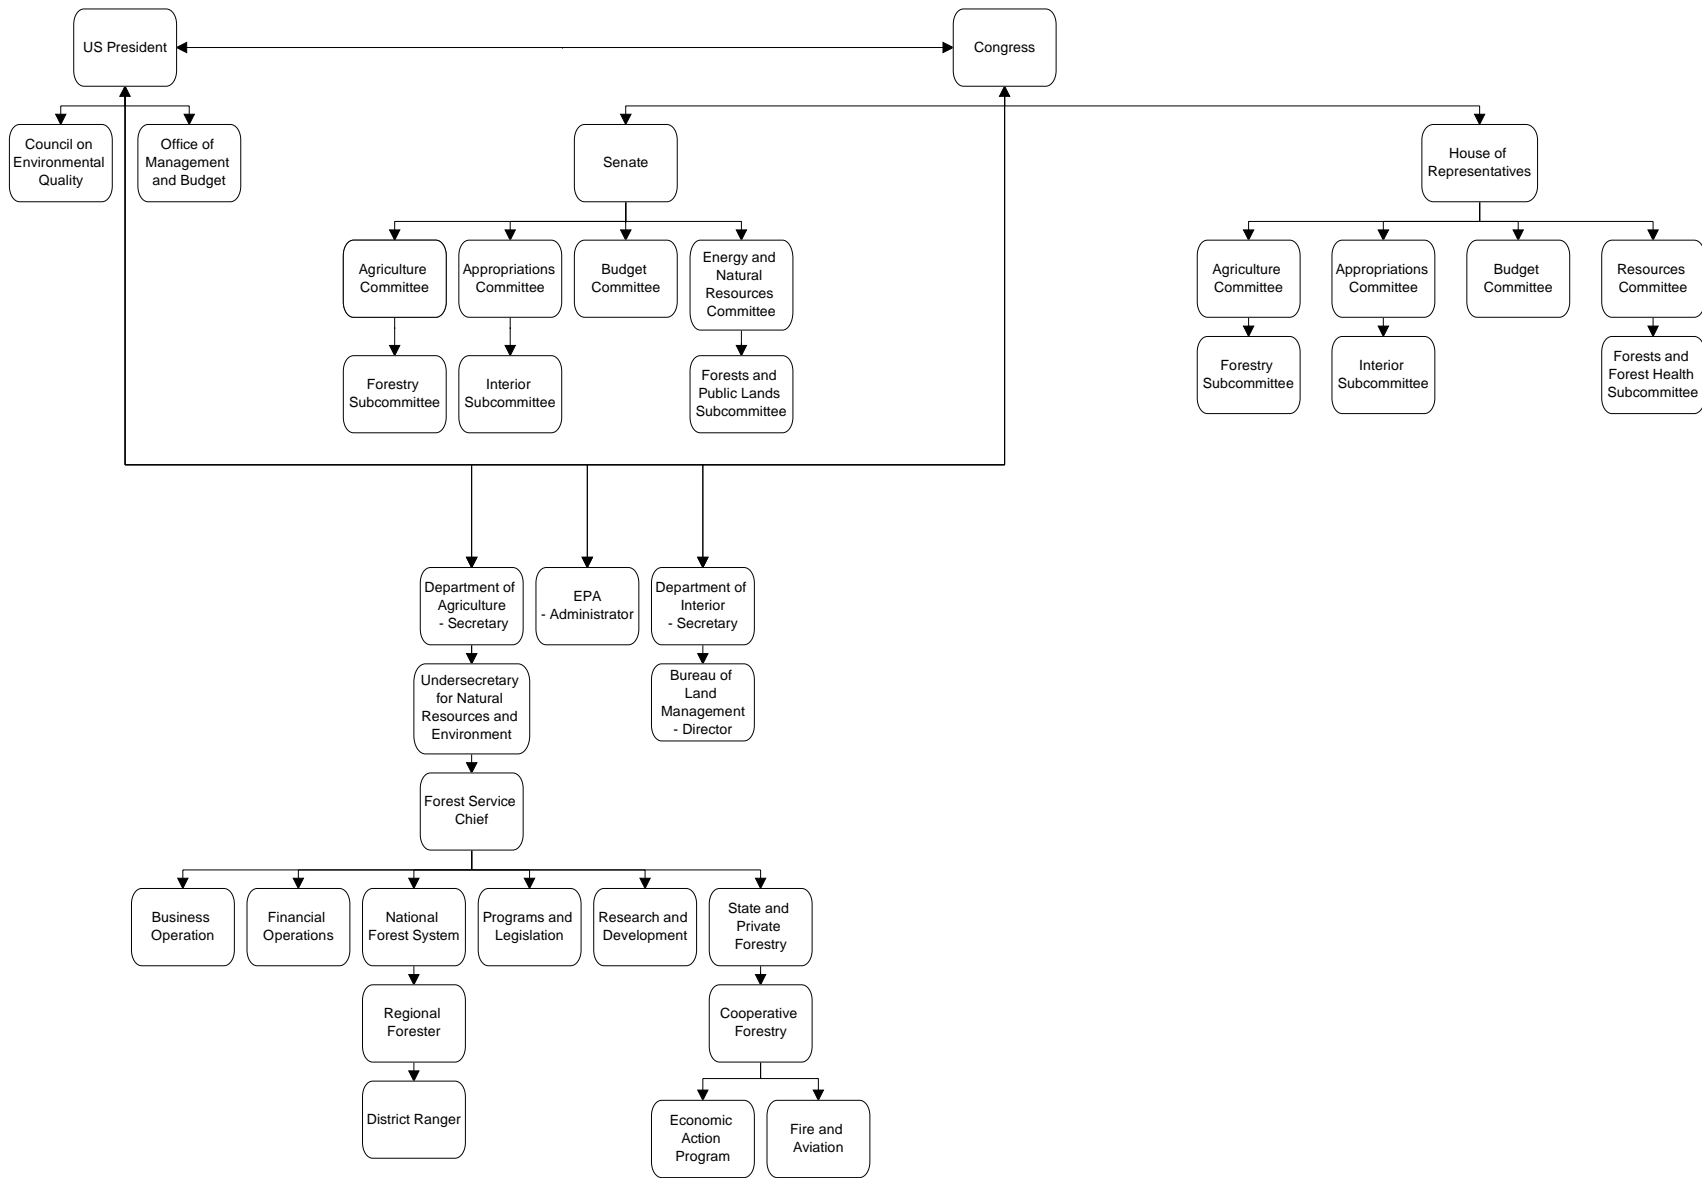 US President
Congress
Council on
Environmental
Quality
Office of
Management
and Budget
Senate
House of
Representatives
Agriculture
Committee
Appropriations
Committee
Budget
Committee
Energy and
Natural
Resources
Committee
Agriculture
Committee
Appropriations
Committee
Budget
Committee
Resources
Committee
Forestry
Subcommittee
Interior
Subcommittee
Forests and
Public Lands
Subcommittee
Forestry
Subcommittee
Interior
Subcommittee
Forests and
Forest Health
Subcommittee
Department of
Agriculture
- Secretary
EPA
- Administrator
Department of
Interior
- Secretary
Undersecretary
for Natural
Resources and
Environment
Bureau of
Land
Management
- Director
Forest Service
Chief
Business
Operation
Financial
Operations
National
Forest System
Programs and
Legislation
Research and
Development
State and
Private
Forestry
Regional
Forester
Cooperative
Forestry
District Ranger
Economic
Action
Program
Fire and
Aviation